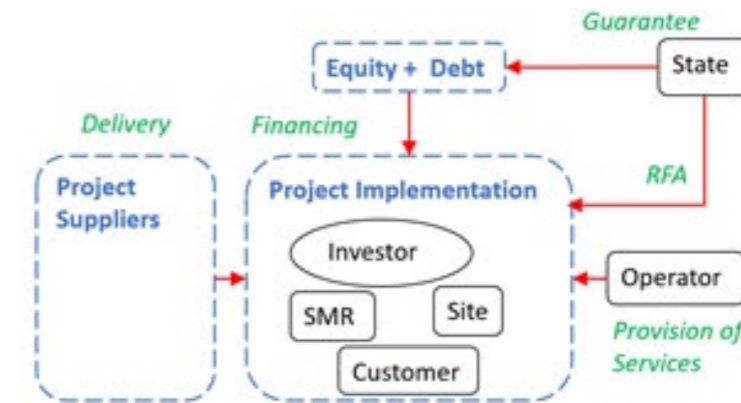 Guarantee
State
Equity + Debt
Delivery
Financing
RFA
Project
Suppliers
Project Implementation
Investor
SMR
Site
Customer
Operator
Provision of
Services